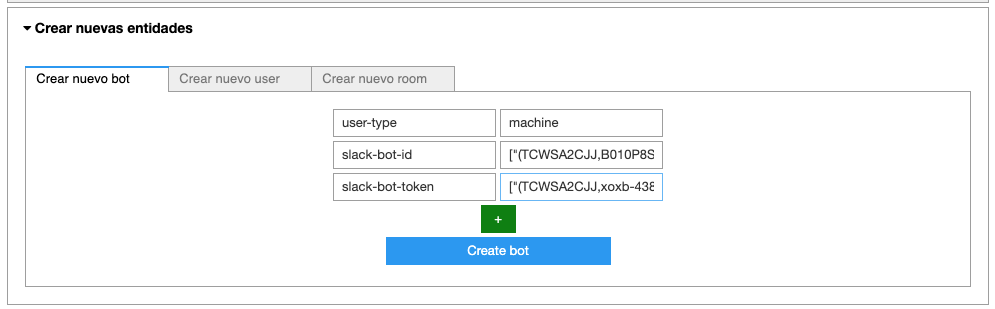 Crear nuevas entidades
Crear nuevo bot Crear nuevo user Crear nuevo room
user-type machine
slack-bot-id ["(TCWSA2CJJ,B010P8S
slack-bot-token ["(TCWSA2CJJ,xoxb-438
+
Create bot